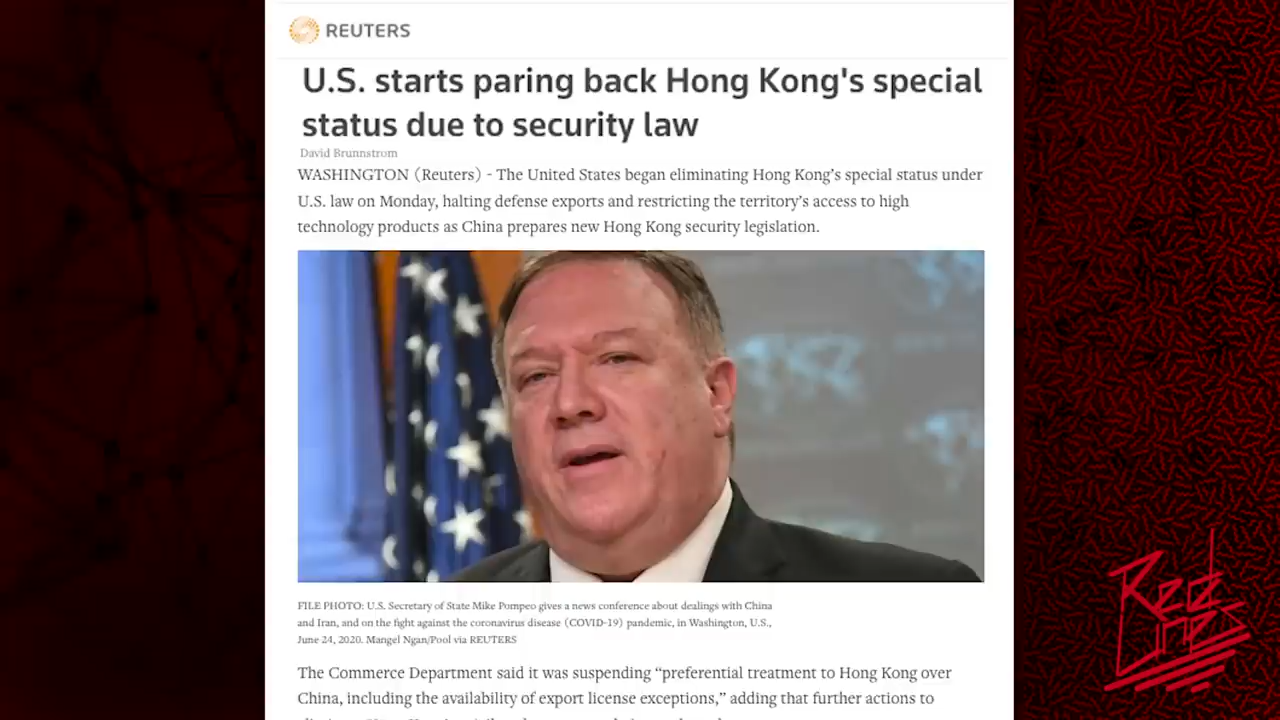 REUTERS
U.S. starts paring back Hong Kong's special
status due to security law
David Brunnstrom
WASHINGTON (Reuters) - The United States began eliminating Hong Kong’s special status under
U.S. law on Monday, halting defense exports and restricting the territory’s access to high
technology products as China prepares new Hong Kong security legislation.
FILE PHOTO: U.S. Secretary of State Mike Pompeo gives a news conference about dealings with China
and Iran, and on the fight against the coronavirus disease (COVID-19) pandemic, in Washington, U.S.,
June 24, 2020. Mangel Ngan/Pool via REUTERS
The Commerce Department said it was suspending “preferential treatment to Hong Kong over
China, including the availability of export license exceptions,” adding that further actions to
Red
Lines